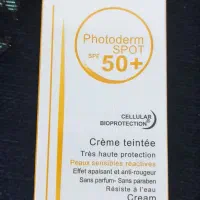 Photoderm
SPOT
SPF 50+
CELLULAR
BIOPROTECTION
Crème teintée
Très haute protection
Peaux sensibles réactives
Effet apaisant et anti-rougeur
Sans parfum- Sans paraben
Résiste à l'eau
Cream